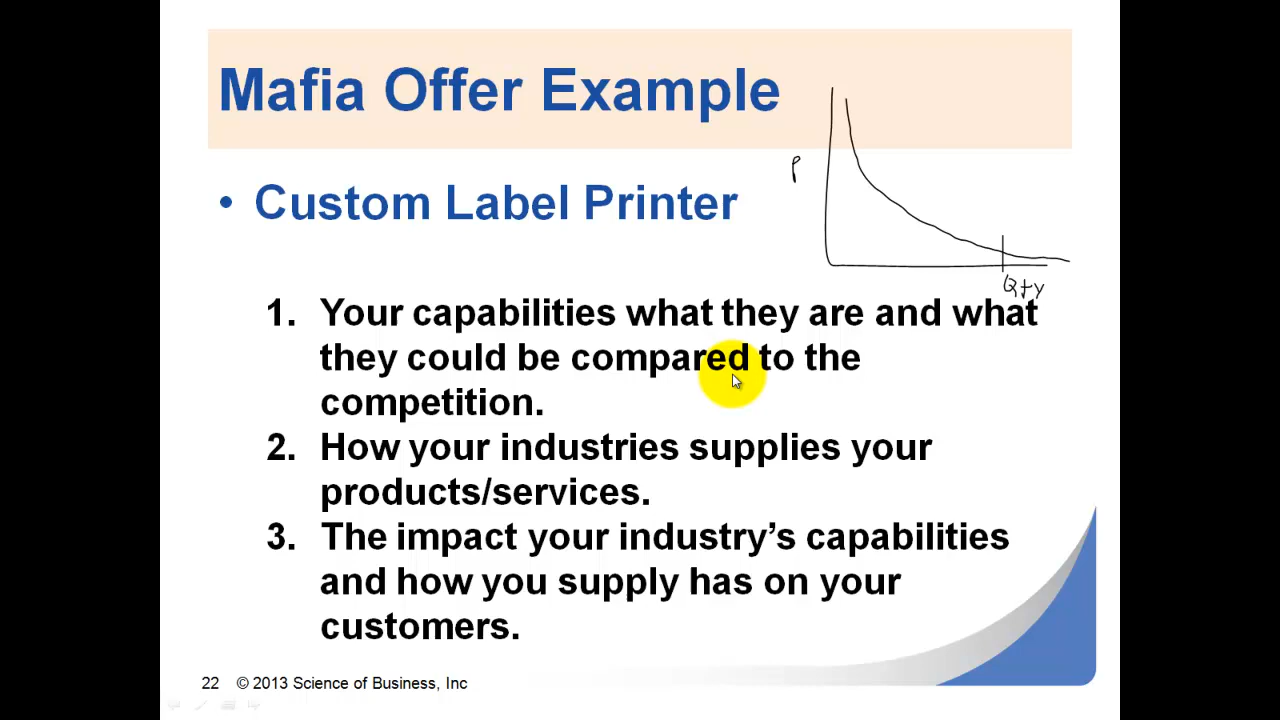 Mafia Offer Example
P
• Custom Label Printer
Qty
1. Your capabilities what they are and what
they could be compared to the
competition.
2. How your industries supplies your
products/services.
3. The impact your industry's capabilities
and how you supply has on your
customers.
22 © 2013 Science of Business, Inc